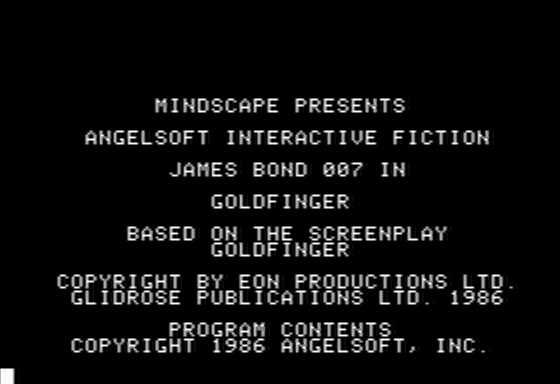 MINDSCAPE PRESENTS
ANGELSOFT INTERACTIVE FICTION
JAMES BOND 007 IN
GOLDFINGER
BASED ON THE SCREENPLAY
GOLDFINGER
COPYRIGHT BY EON PRODUCTIONS LTD.
GLIDROSE PUBLICATIONS LTD. 1986
PROGRAM CONTENTS
COPYRIGHT 1986 ANGELSOFT, INC.